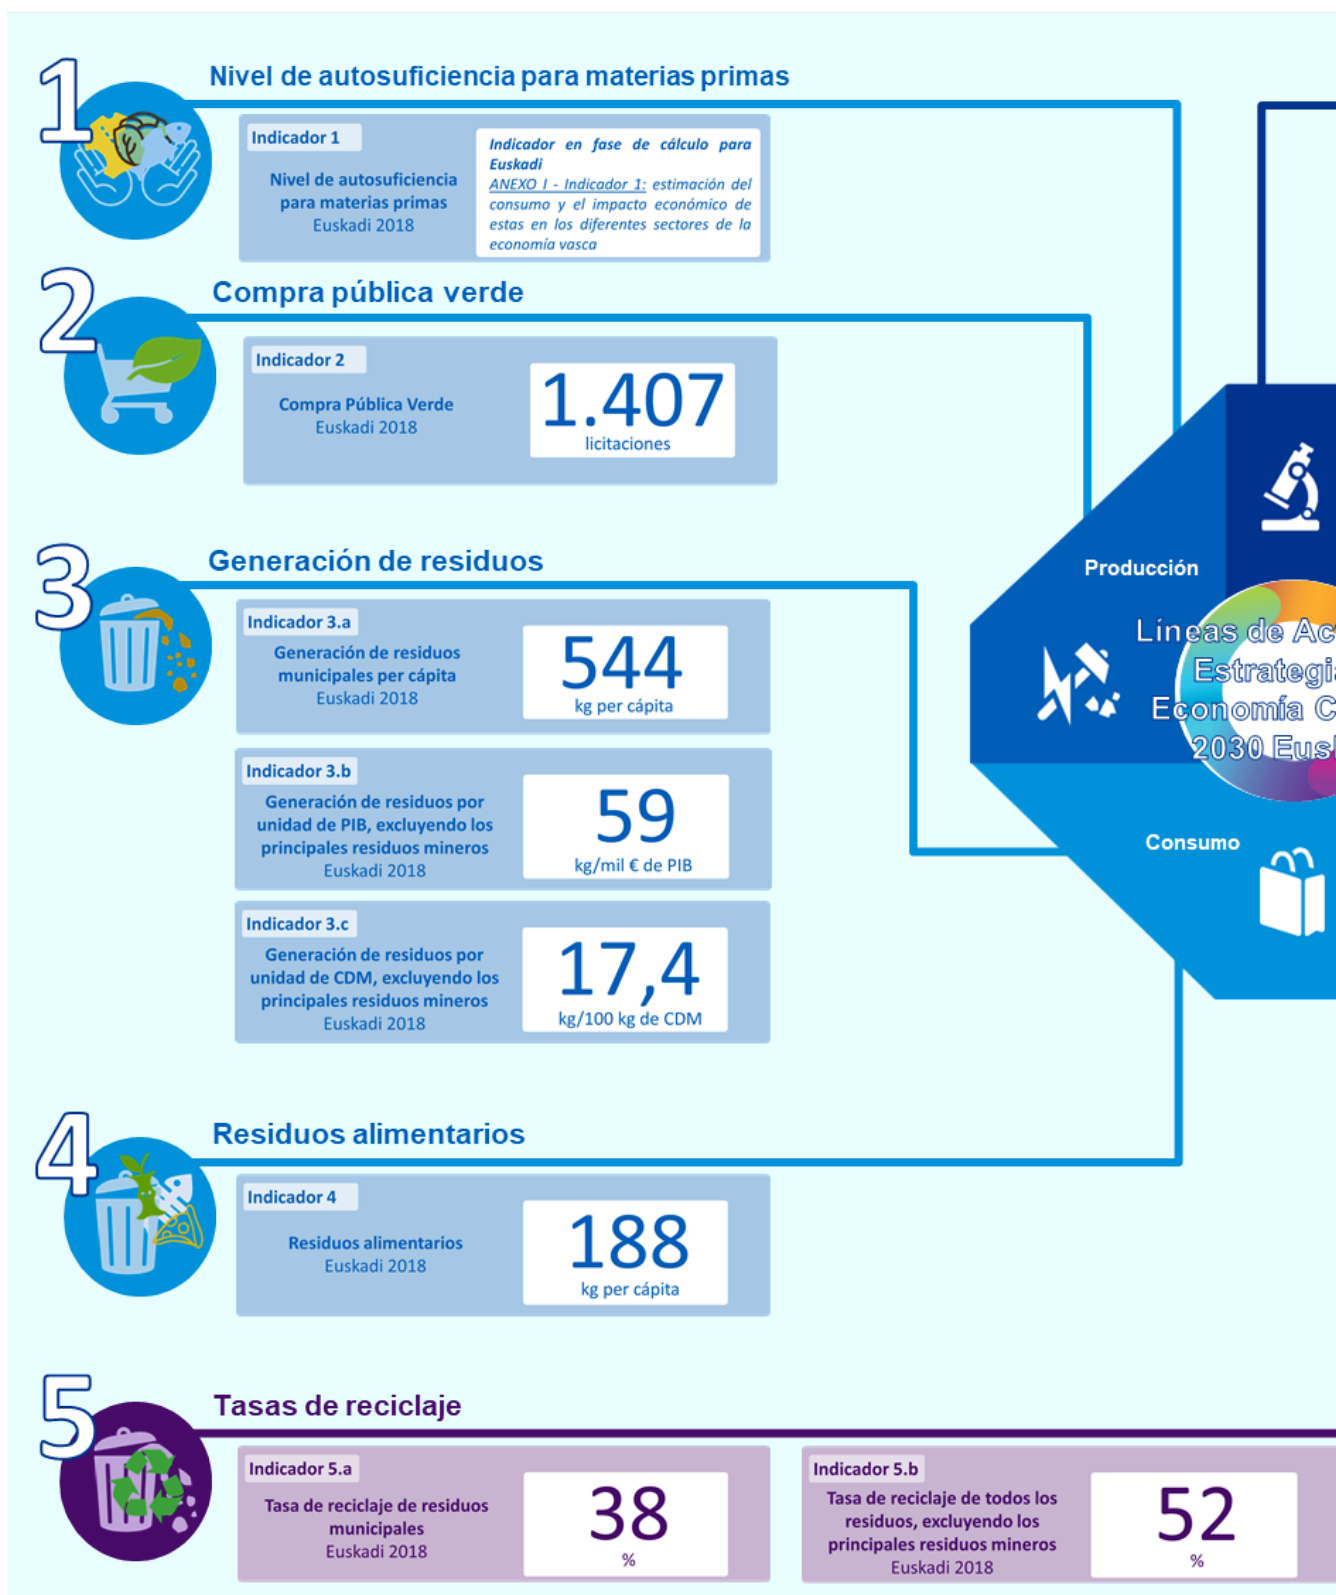 1
Nivel de autosuficiencia para materias primas
Indicador 1
Nivel de autosuficiencia
para materias primas
Euskadi 2018
Indicador en fase de cálculo para
Euskadi
ANEXO I - Indicador 1: estimación del
consumo y el impacto económico de
estas en los diferentes sectores de la
economía vasca
2
Compra pública verde
Indicador 2
Compra Pública Verde
Euskadi 2018
1.407
licitaciones
3
Generación de residuos
Indicador 3.a
Generación de residuos
municipales per cápita
Euskadi 2018
544
kg per cápita
Indicador 3.b
Generación de residuos por
unidad de PIB, excluyendo los
principales residuos mineros
Euskadi 2018
59
kg/mil € de PIB
Indicador 3.c
Generación de residuos por
unidad de CDM, excluyendo los
principales residuos mineros
Euskadi 2018
17,4
kg/100 kg de CDM
Producción
Líneas de Ac
Estrategi
Economía C
2030 Eus
Consumo
4
Residuos alimentarios
Indicador 4
Residuos alimentarios
Euskadi 2018
188
kg per cápita
5
Tasas de reciclaje
Indicador 5.a
Tasa de reciclaje de residuos
municipales
Euskadi 2018
38
%
Indicador 5.b
Tasa de reciclaje de todos los
residuos, excluyendo los
principales residuos mineros
Euskadi 2018
52
%